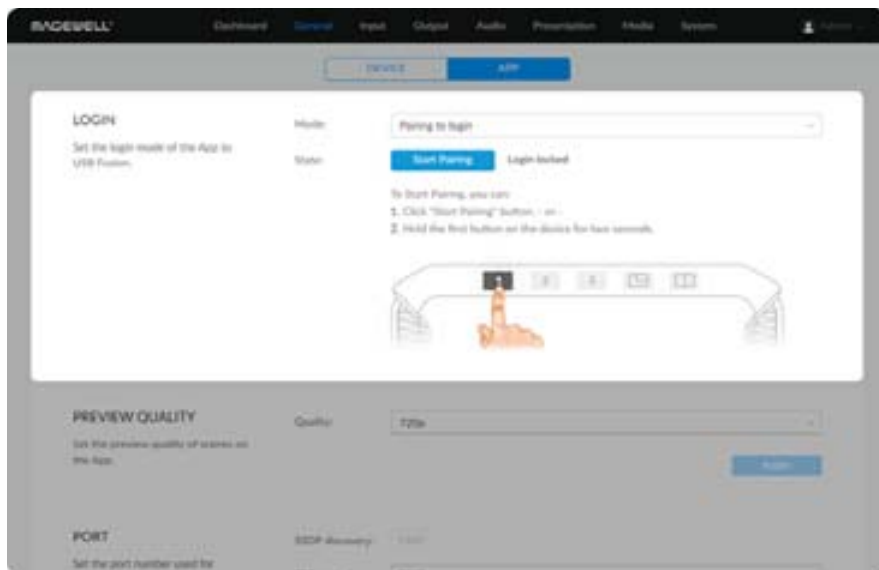 MAGEWELL
Dashboard General Input Output Audio Presentation Media System Admin
DEVICE APP
LOGIN
Set the login mode of the App to
USB Fusion.
Mode: Pairing to login
State: Start Pairing Login locked
To Start Pairing, you can:
1. Click "Start Pairing" button, - or -
2. Hold the first button on the device for two seconds.
PREVIEW QUALITY
Set the preview quality of scenes on
the App.
Quality: 720p
Apply
PORT
Set the port number used for
SSDP discovery: